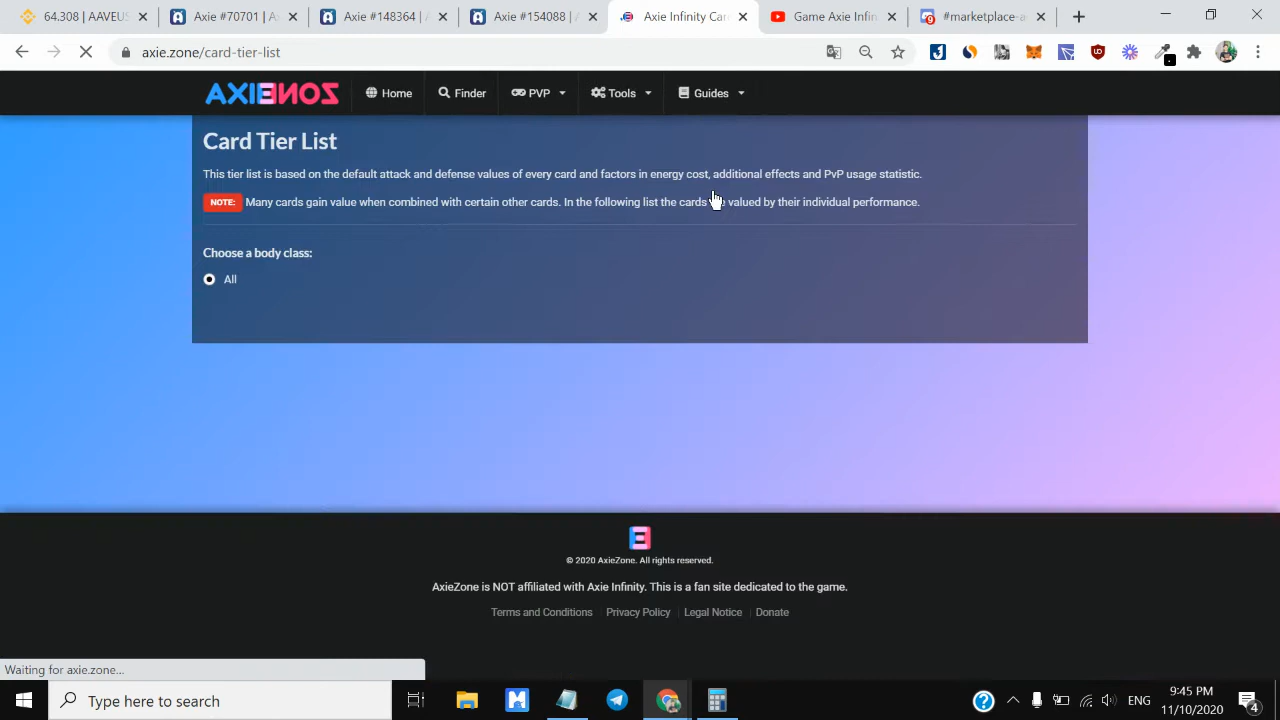 64.308 | AAVEUS
Axie #70701 | A
Axie #148364 | A
Axie #154088 | A
Axie Infinity Car
Game Axie Infin
#marketplace-a
axie.zone/card-tier-list
AXIE ZONE
Home
Finder
PVP
Tools
Guides
Card Tier List
This tier list is based on the default attack and defense values of every card and factors in energy cost, additional effects and PvP usage statistic.
NOTE: Many cards gain value when combined with certain other cards. In the following list the cards valued by their individual performance.
Choose a body class:
All
© 2020 AxieZone. All rights reserved.
AxieZone is NOT affiliated with Axie Infinity. This is a fan site dedicated to the game.
Terms and Conditions | Privacy Policy | Legal Notice | Donate
Waiting for axie.zone...
Type here to search
ENG
9:45 PM
11/10/2020
4